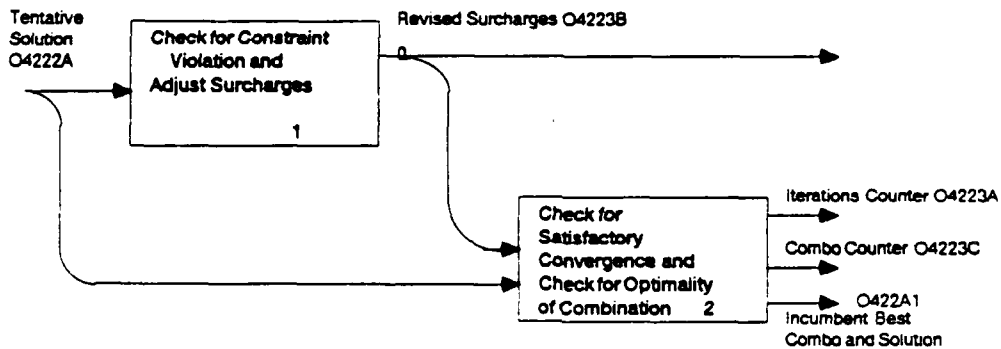 Tentative
Solution
O4222A
Check for Constraint
Violation and
Adjust Surcharges
1
Revised Surcharges O4223B
Check for
Satisfactory
Convergence and
Check for Optimality
of Combination 2
Iterations Counter O4223A
Combo Counter O4223C
O422A1
Incumbent Best
Combo and Solution